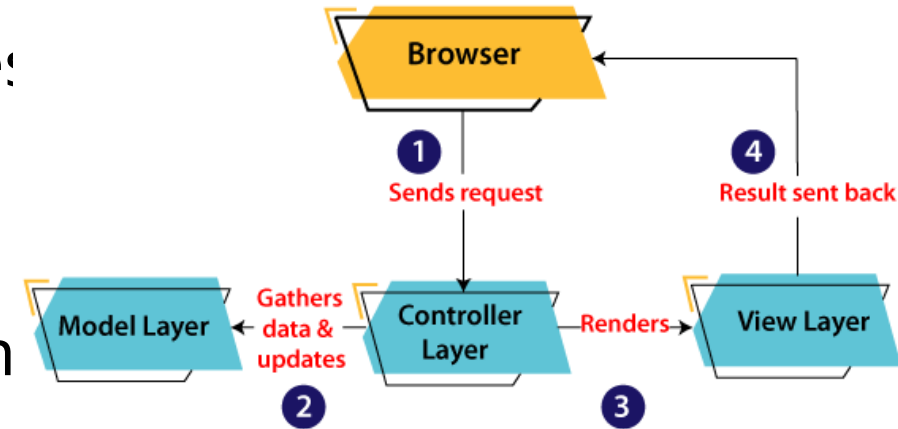 Browser
1
4
Sends request
Result sent back
Gathers
data &
updates
Model Layer
Controller
Layer
Renders
View Layer
2
3